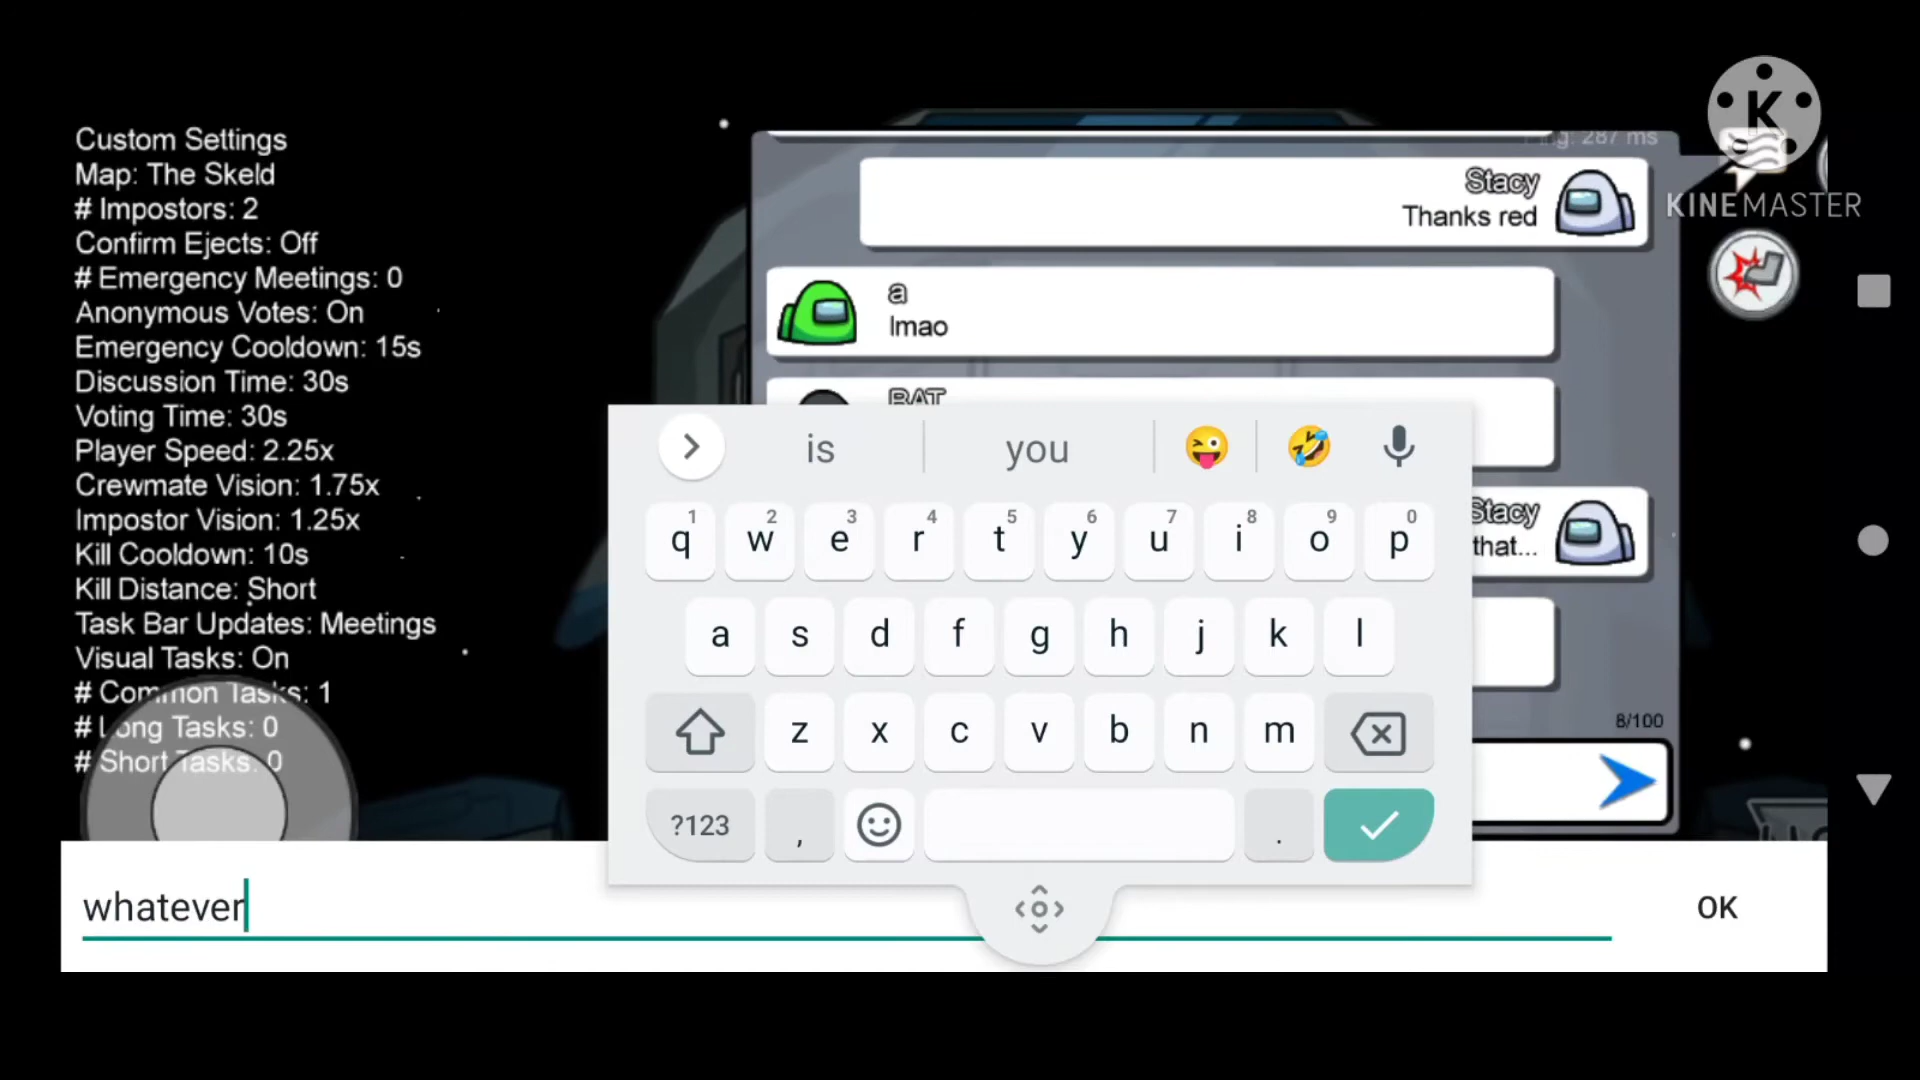 Custom Settings
Map: The Skeld
# Impostors: 2
Confirm Ejects: Off
# Emergency Meetings: 0
Anonymous Votes: On
Emergency Cooldown: 15s
Discussion Time: 30s
Voting Time: 30s
Player Speed: 2.25x
Crewmate Vision: 1.75x
Impostor Vision: 1.25x
Kill Cooldown: 10s
Kill Distance: Short
Task Bar Updates: Meetings
Visual Tasks: On
# Common Tasks: 1
# Long Tasks: 0
# Short Tasks: 0
Ping: 287 ms
K
KINEMASTER
Stacy
Thanks red
a
lmao
BAT
Stacy
that...
8/100
is you
1 2 3 4 5 6 7 8 9 0
q w e r t y u i o p
a s d f g h j k l
z x c v b n m
?123 , .
whatever
OK